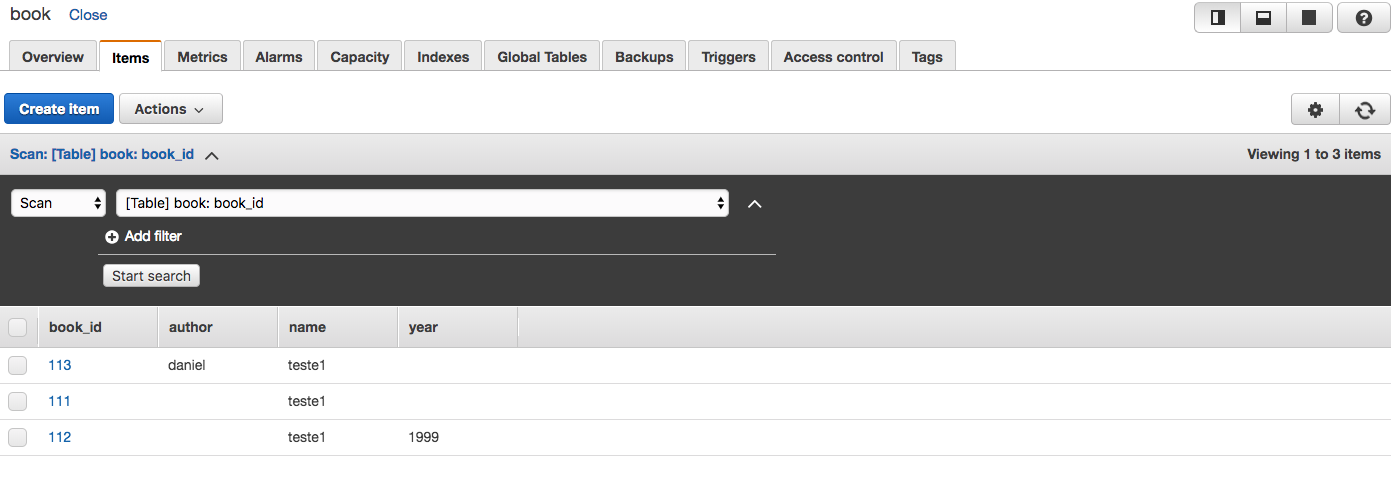 book Close
Overview Items Metrics Alarms Capacity Indexes Global Tables Backups Triggers Access control Tags
Create item Actions
Scan: [Table] book: book_id Viewing 1 to 3 items
Scan [Table] book: book_id
Add filter
Start search
book_id author name year
113 daniel teste1
111 teste1
112 teste1 1999